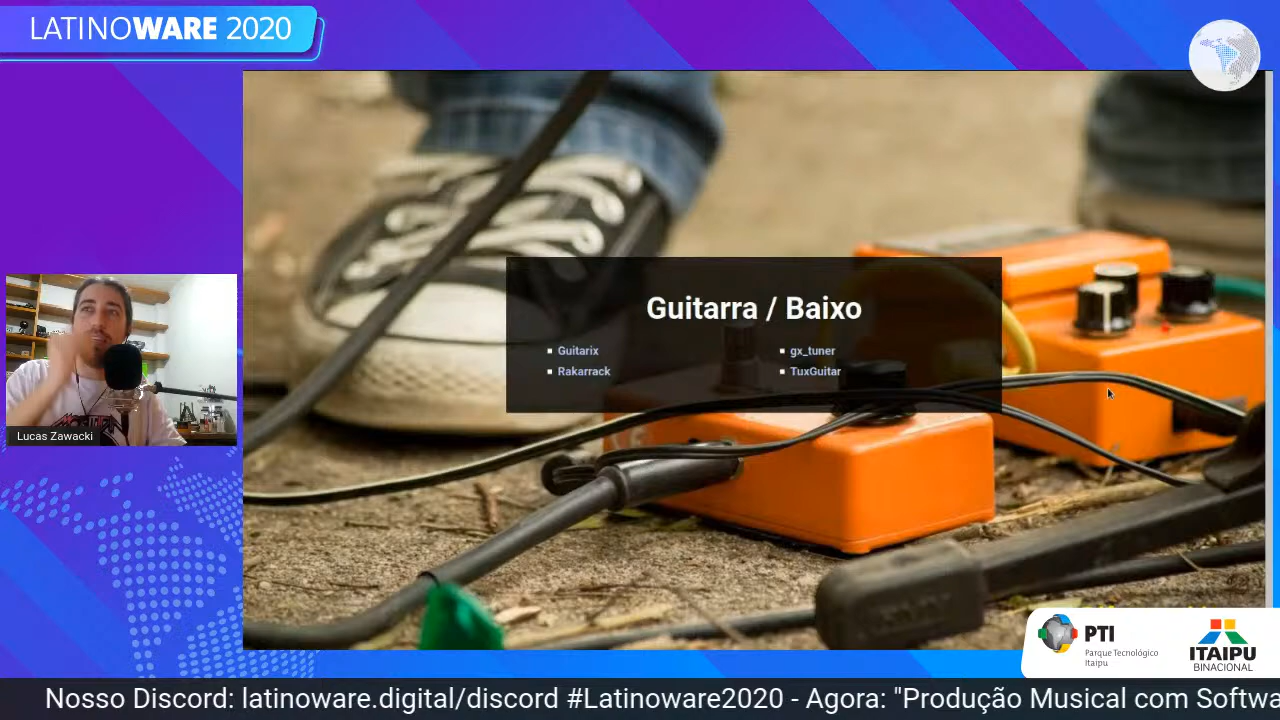 LATINOWARE 2020
Guitarra / Baixo
Guitarix
Rakarrack
gx_tuner
TuxGuitar
Lucas Zawacki
PTI
Parque Tecnológico
Itaipu
ITAIPU
BINACIONAL
Nosso Discord: latinoware.digital/discord #Latinoware2020 - Agora: "Produção Musical com Softwa